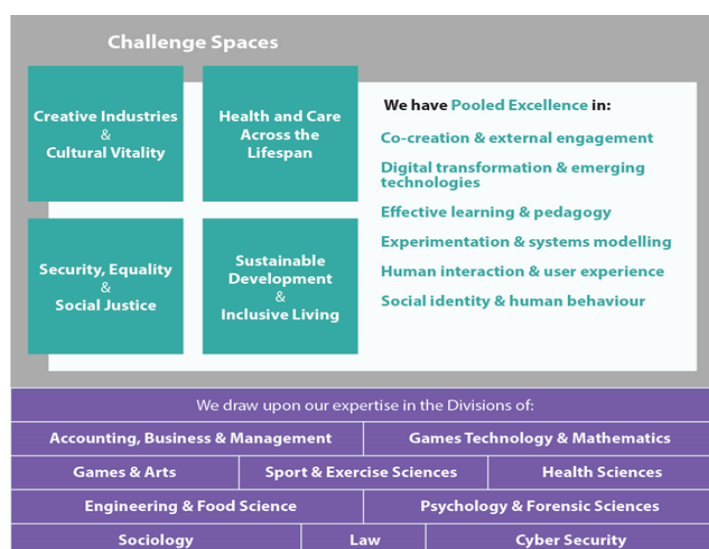 Challenge Spaces
Creative Industries
&
Cultural Vitality
Health and Care
Across the
Lifespan
Security, Equality
&
Social Justice
Sustainable
Development
&
Inclusive Living
We have Pooled Excellence in:
Co-creation & external engagement
Digital transformation & emerging
technologies
Effective learning & pedagogy
Experimentation & systems modelling
Human interaction & user experience
Social identity & human behaviour
We draw upon our expertise in the Divisions of:
Accounting, Business & Management
Games Technology & Mathematics
Games & Arts
Sport & Exercise Sciences
Health Sciences
Engineering & Food Science
Psychology & Forensic Sciences
Sociology
Law
Cyber Security